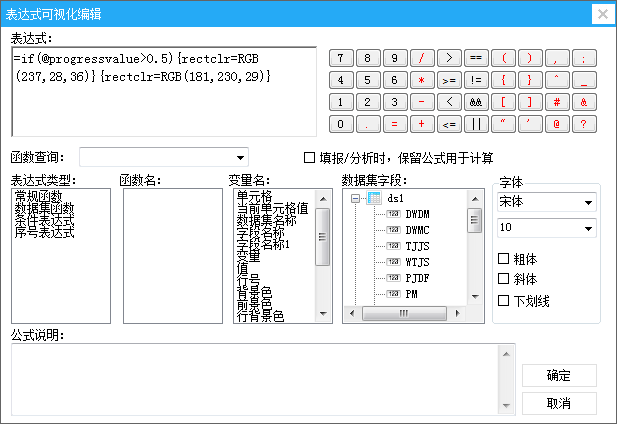 表达式可视化编辑
表达式:
=if(@progressvalue>0.5){rectclr=RGB
(237,28,36)}{rectclr=RGB(181,230,29)}
7 8 9 / > == ( ) , ;
4 5 6 * >= != { } ^ _
1 2 3 - < && [ ] # &
0 . = + <= || “ ’ @ ?
函数查询:
填报/分析时，保留公式用于计算
表达式类型:
常规函数
数据集函数
条件表达式
序号表达式
函数名:
变量名:
单元格
当前单元格值
数据集名称
字段名称
字段名称1
变量
值
行号
背景色
前景色
行背景色
数据集字段:
ds1
123 DWDM
123 DWMC
123 TJJS
123 WTJS
123 PJDF
123 PM
字体
宋体
10
粗体
斜体
下划线
公式说明:
确定
取消